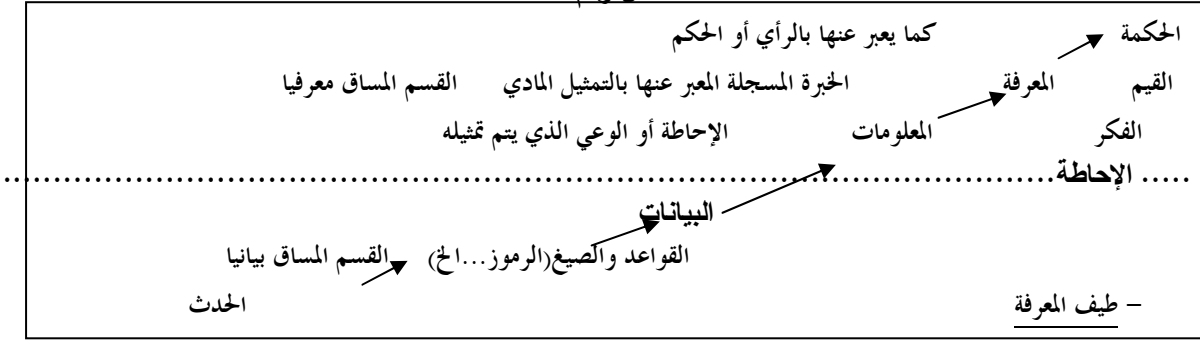 الحكمة كما يعبر عنها بالرأي أو الحكم
القيم المعرفة الخبرة المسجلة المعبر عنها بالتمثيل المادي القسم المساق معرفيا
الفكر المعلومات الإحاطة أو الوعي الذي يتم تمثيله
..... الإحاطة..........................................................................................
البيانات
القواعد والصيغ(الرموز...الخ) القسم المساق بيانيا
– طيف المعرفة الحدث